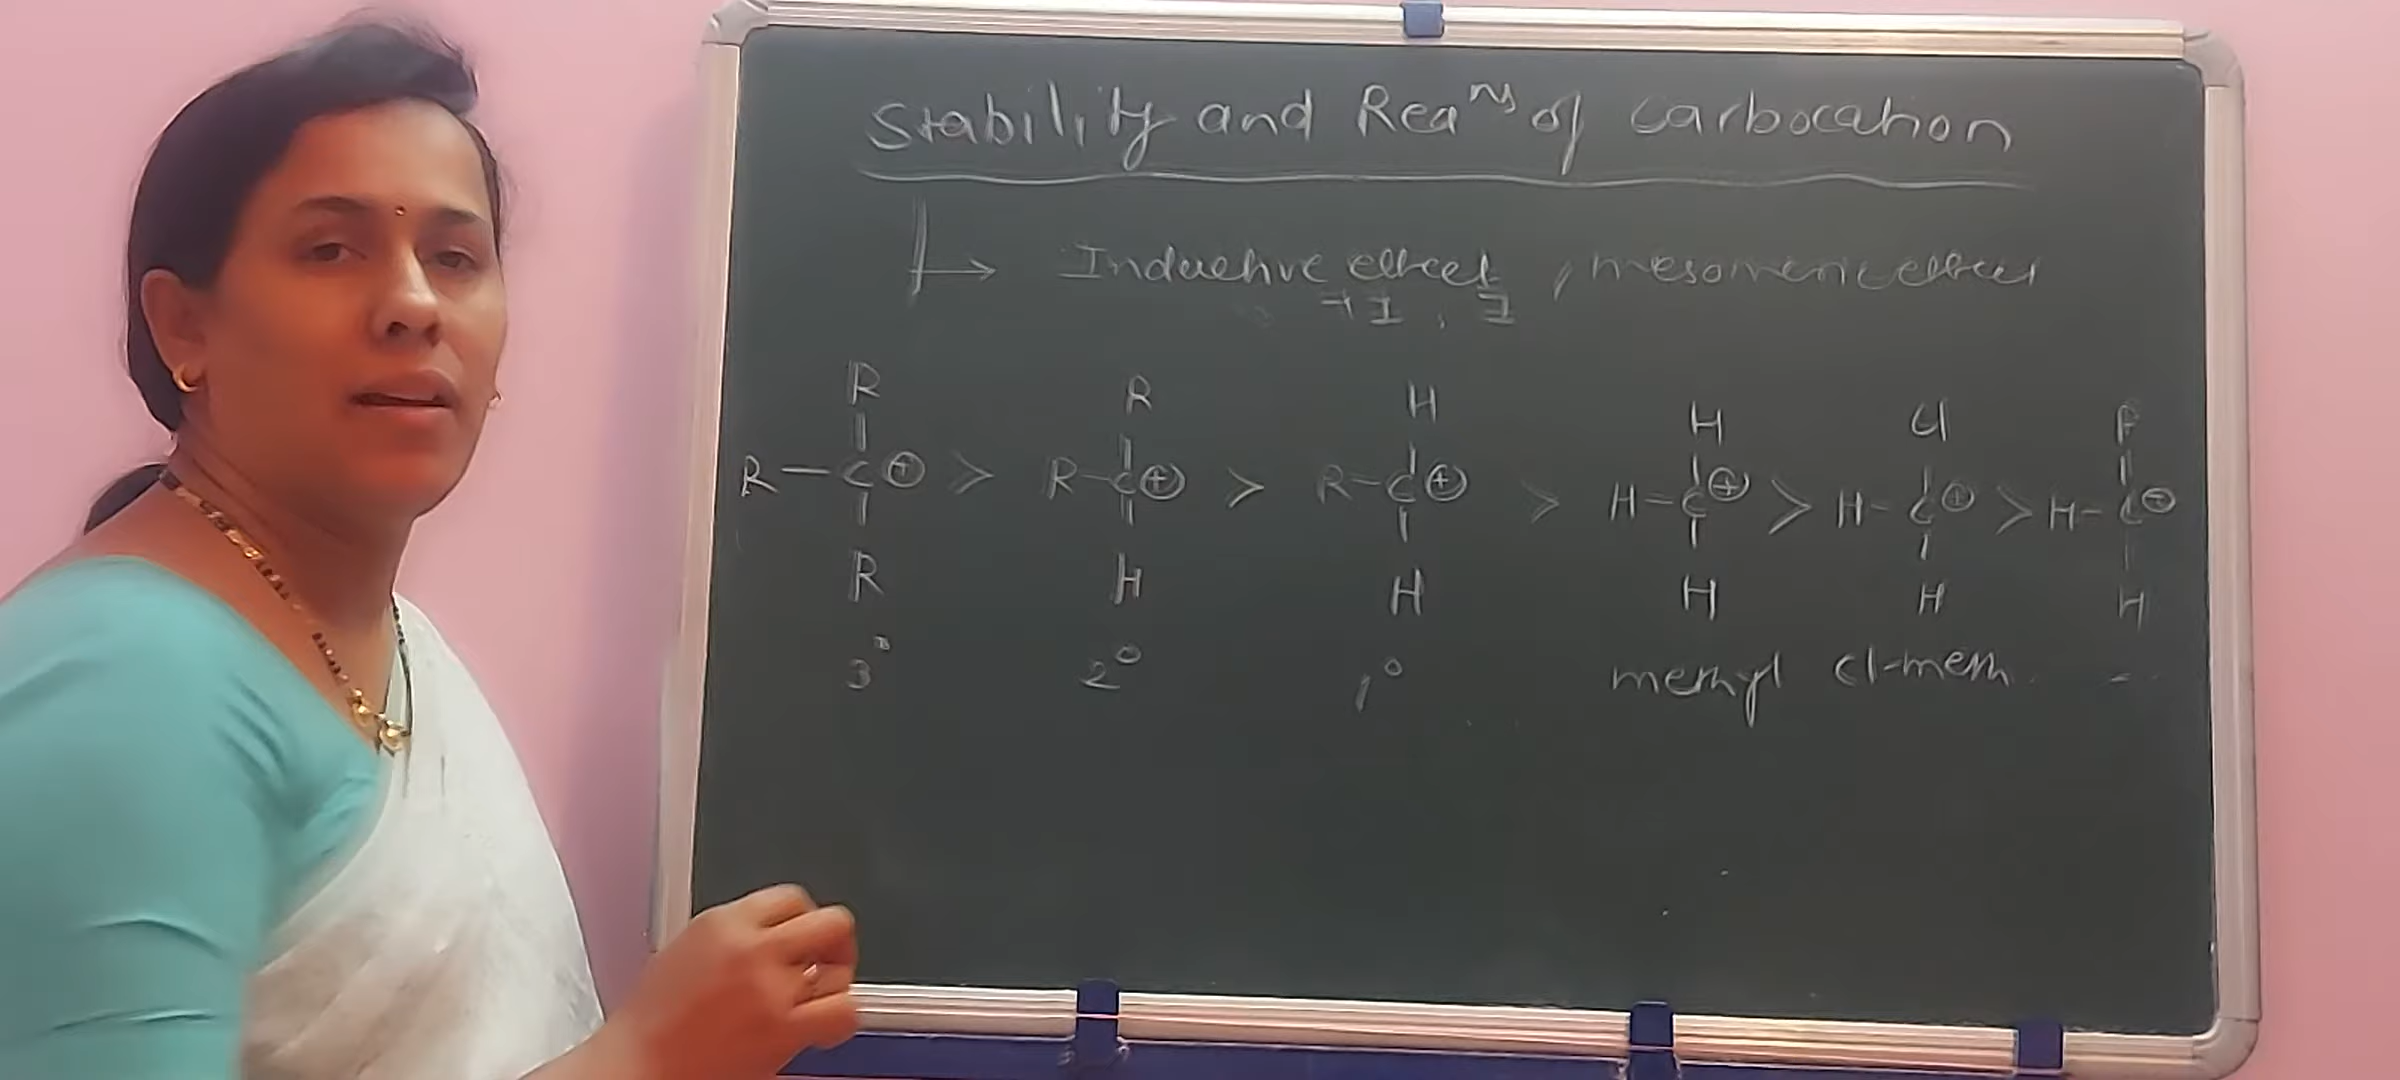 Stability and Reaⁿˢ of carbocation
Inductive effect, mesomeric effect
+I, -I
R R H H Cl F
R-C⊕ > R-C⊕ > R-C⊕ > H-C⊕ > H-C⊕ > H-C⊕
R H H H H H
3° 2° 1° methyl Cl-meth. --